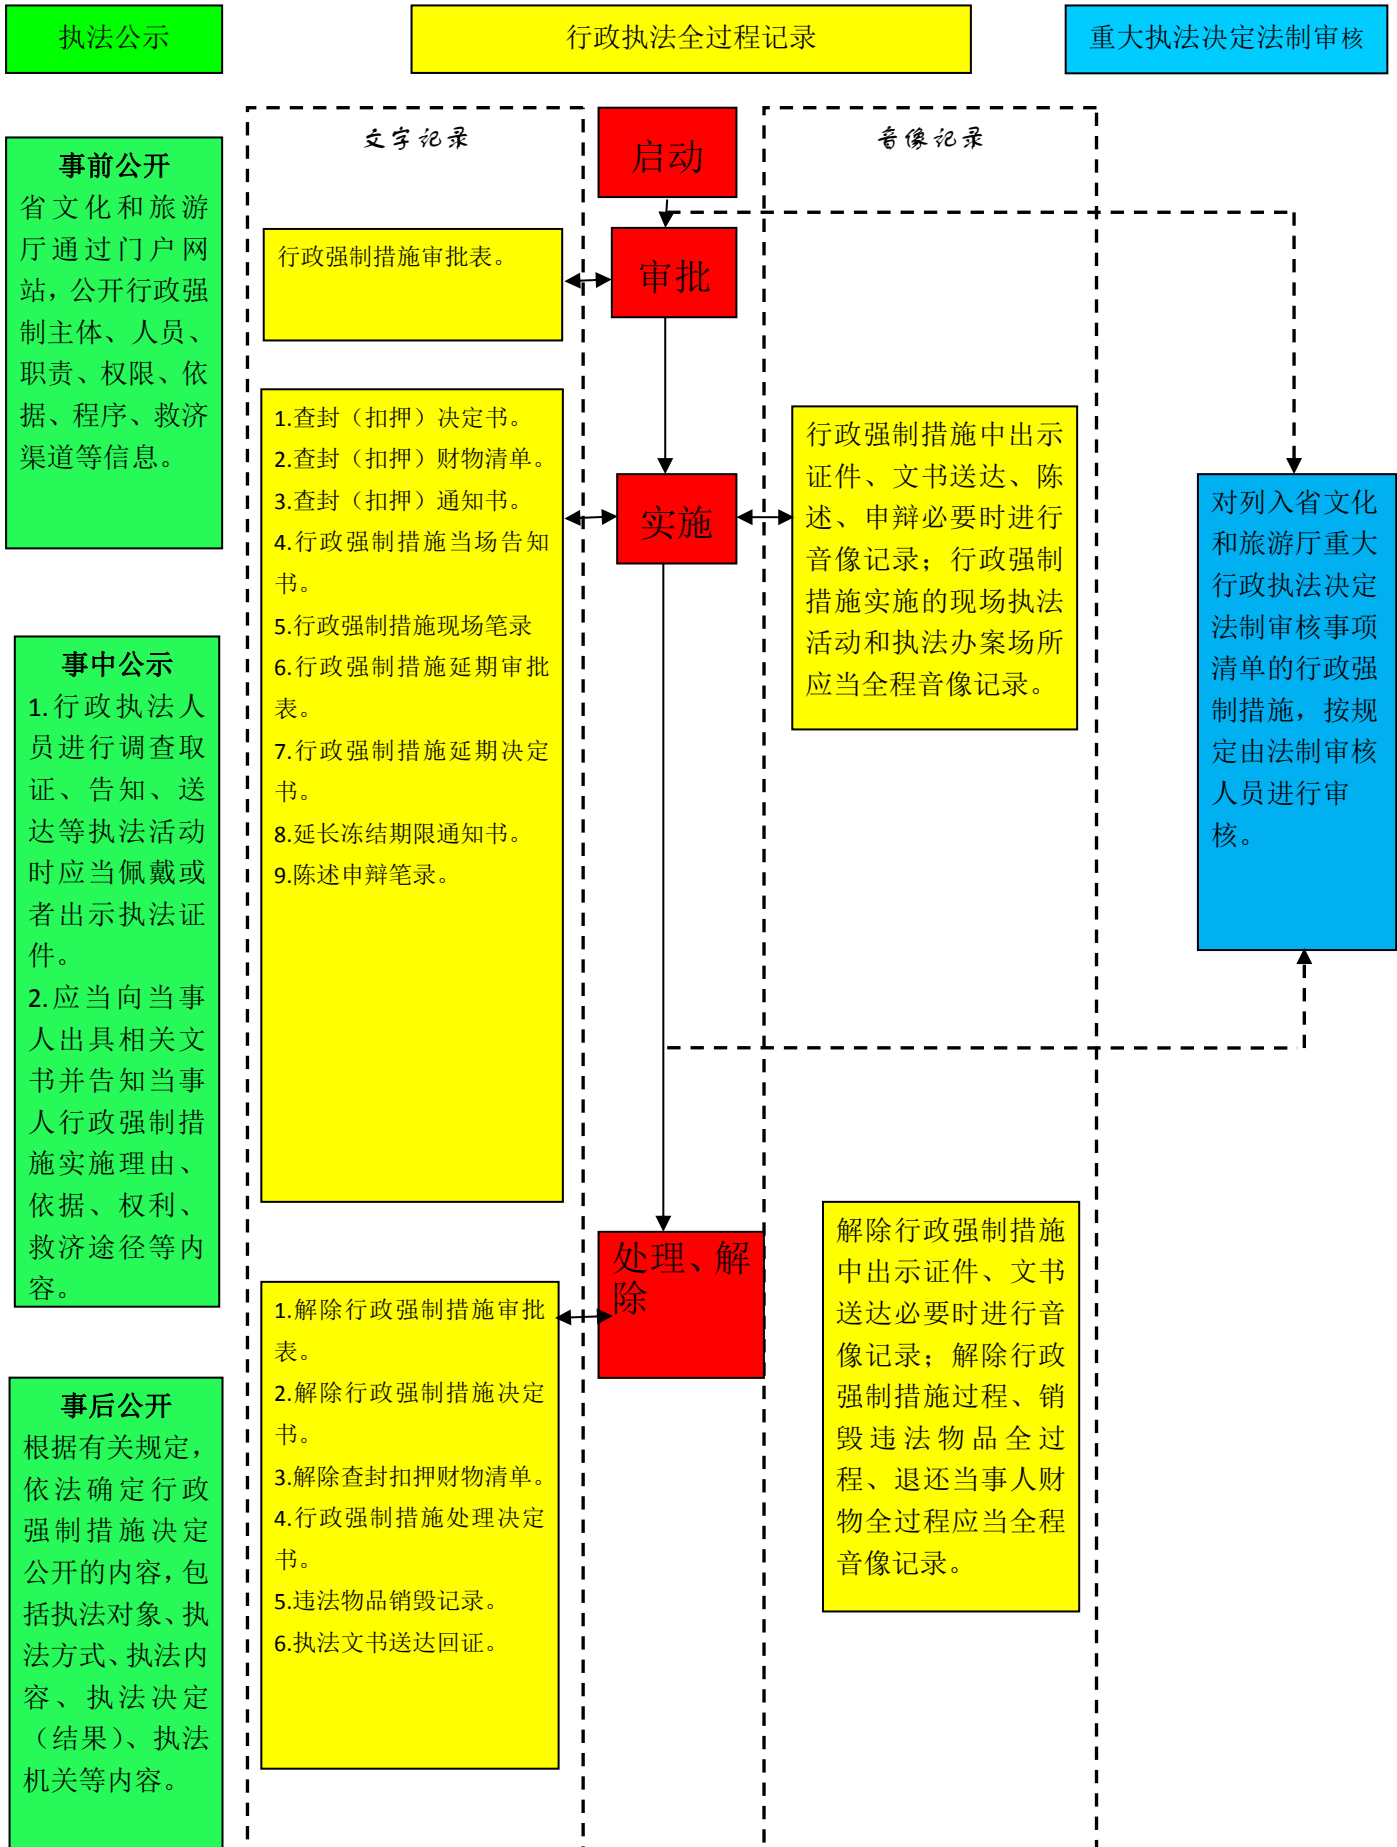 执法公示
行政执法全过程记录
重大执法决定法制审核
事前公开
省文化和旅游
厅通过门户网
站，公开行政强
制主体、人员、
职责、权限、依
据、程序、救济
渠道等信息。
事中公示
1.行政执法人
员进行调查取
证、告知、送
达等执法活动
时应当佩戴或
者出示执法证
件。
2.应当向当事
人出具相关文
书并告知当事
人行政强制措
施实施理由、
依据、权利、
救济途径等内
容。
事后公开
根据有关规定，
依法确定行政
强制措施决定
公开的内容，包
括执法对象、执
法方式、执法内
容、执法决定
（结果）、执法
机关等内容。
文字记录
行政强制措施审批表。
1.查封（扣押）决定书。
2.查封（扣押）财物清单。
3.查封（扣押）通知书。
4.行政强制措施当场告知
书。
5.行政强制措施现场笔录
6.行政强制措施延期审批
表。
7.行政强制措施延期决定
书。
8.延长冻结期限通知书。
9.陈述申辩笔录。
1.解除行政强制措施审批
表。
2.解除行政强制措施决定
书。
3.解除查封扣押财物清单。
4.行政强制措施处理决定
书。
5.违法物品销毁记录。
6.执法文书送达回证。
启动
审批
实施
处理、解
除
音像记录
行政强制措施中出示
证件、文书送达、陈
述、申辩必要时进行
音像记录；行政强制
措施实施的现场执法
活动和执法办案场所
应当全程音像记录。
解除行政强制措施
中出示证件、文书
送达必要时进行音
像记录；解除行政
强制措施过程、销
毁违法物品全过
程、退还当事人财
物全过程应当全程
音像记录。
对列入省文化
和旅游厅重大
行政执法决定
法制审核事项
清单的行政强
制措施，按规
定由法制审核
人员进行审
核。